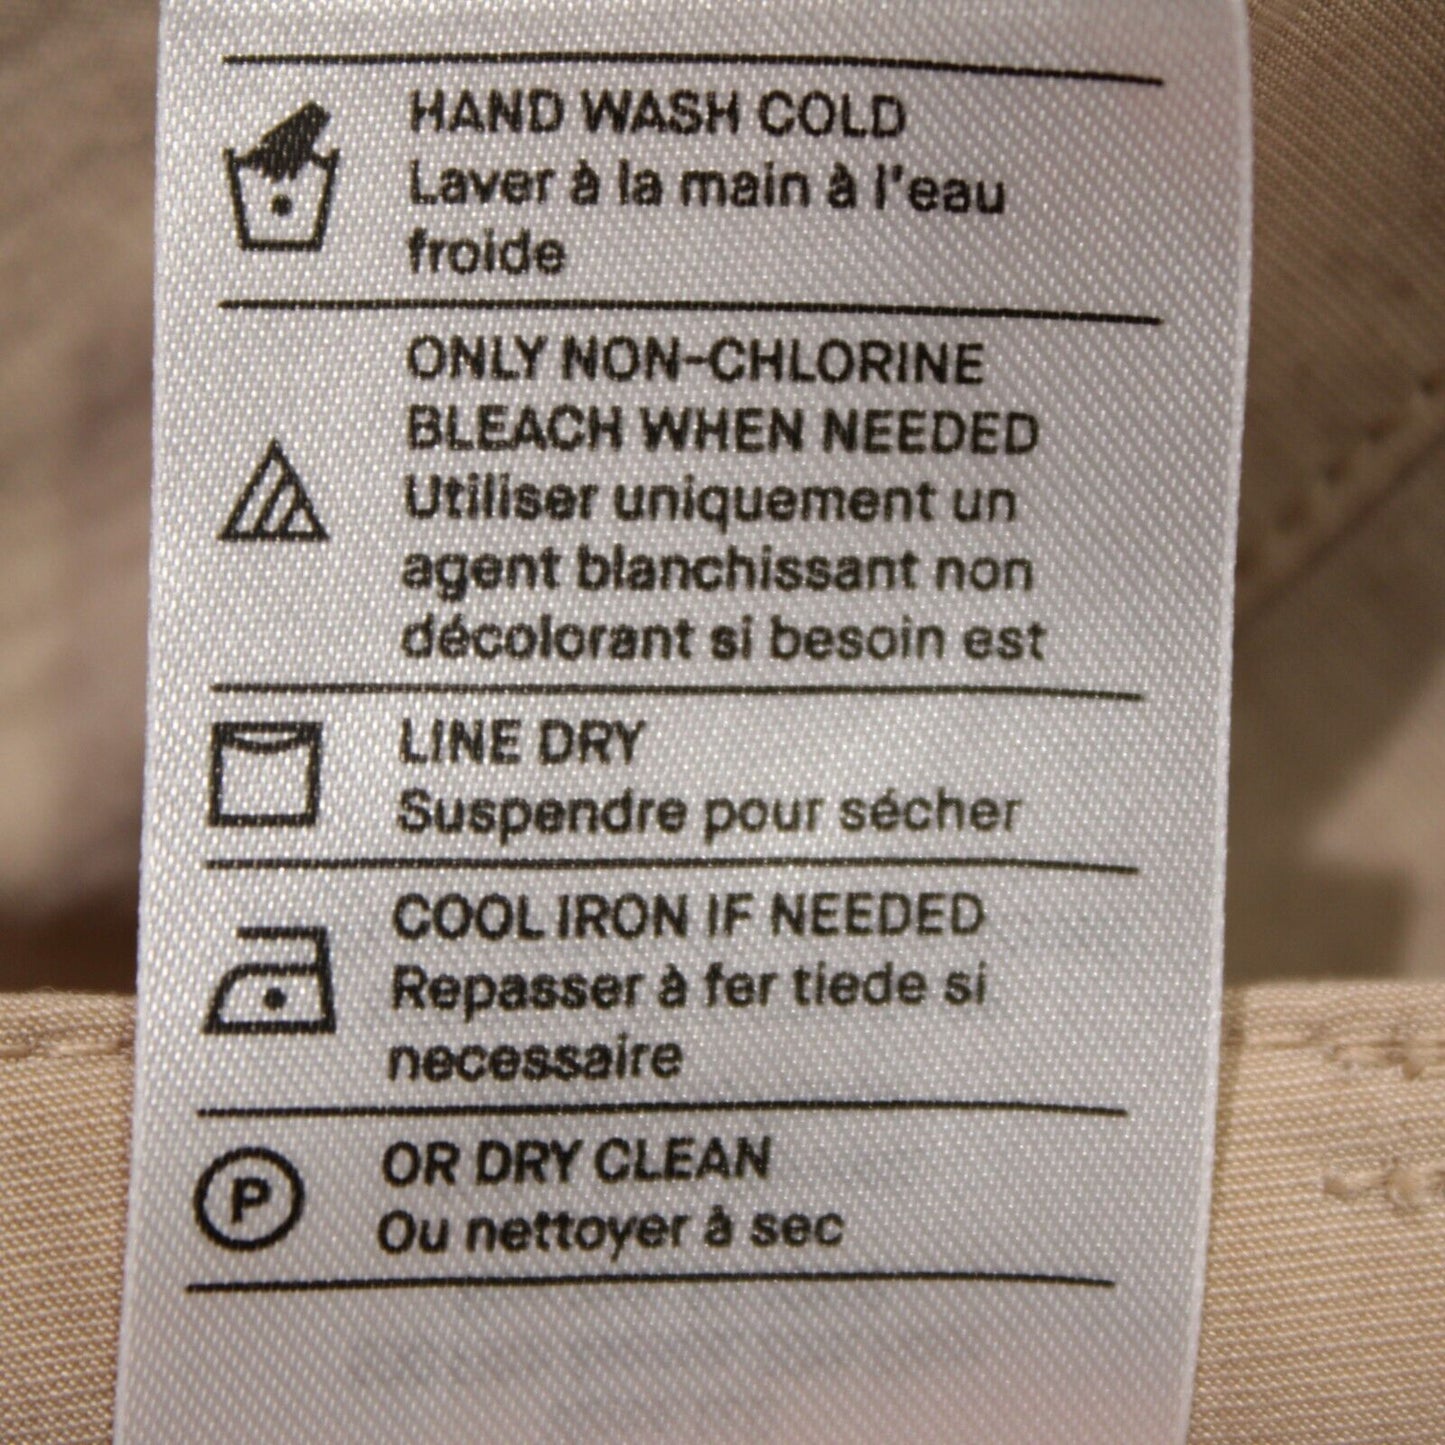 HAND WASH COLD
Laver à la main à l'eau
froide
ONLY NON-CHLORINE
BLEACH WHEN NEEDED
Utiliser uniquement un
agent blanchissant non
décolorant si besoin est
LINE DRY
Suspendre pour sécher
COOL IRON IF NEEDED
Repasser à fer tiede si
necessaire
P
OR DRY CLEAN
Ou nettoyer à sec